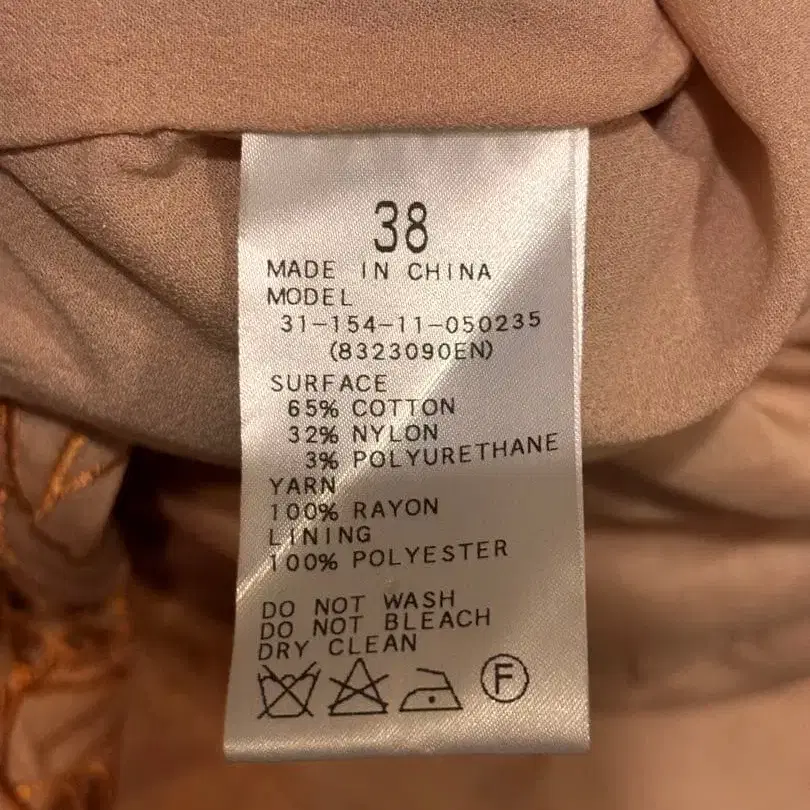 38
MADE IN CHINA
MODEL
31-154-11-050235
(8323090EN)
SURFACE
65% COTTON
32% NYLON
3% POLYURETHANE
YARN
100% RAYON
LINING
100% POLYESTER
DO NOT WASH
DO NOT BLEACH
DRY CLEAN
F